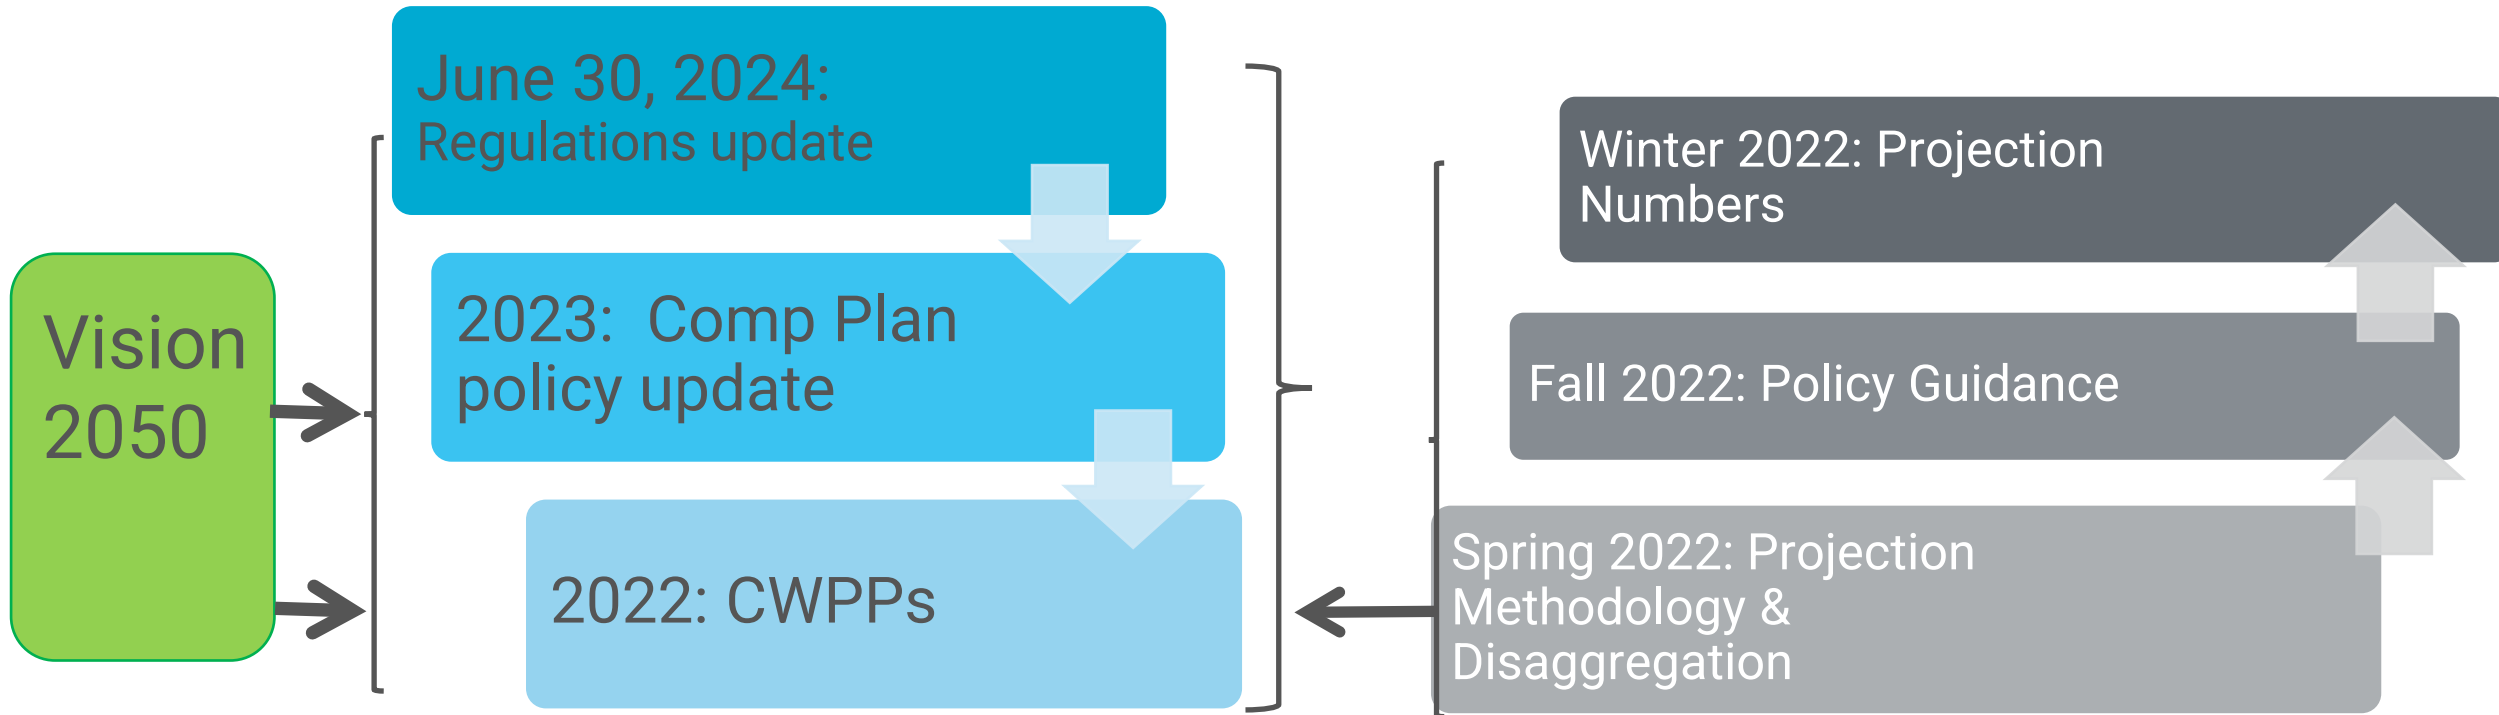 Vision
2050
June 30, 2024:
Regulations update
2023: Comp Plan
policy update
2022: CWPPs
Winter 2022: Projection
Numbers
Fall 2022: Policy Guidance
Spring 2022: Projection
Methodology &
Disaggregation